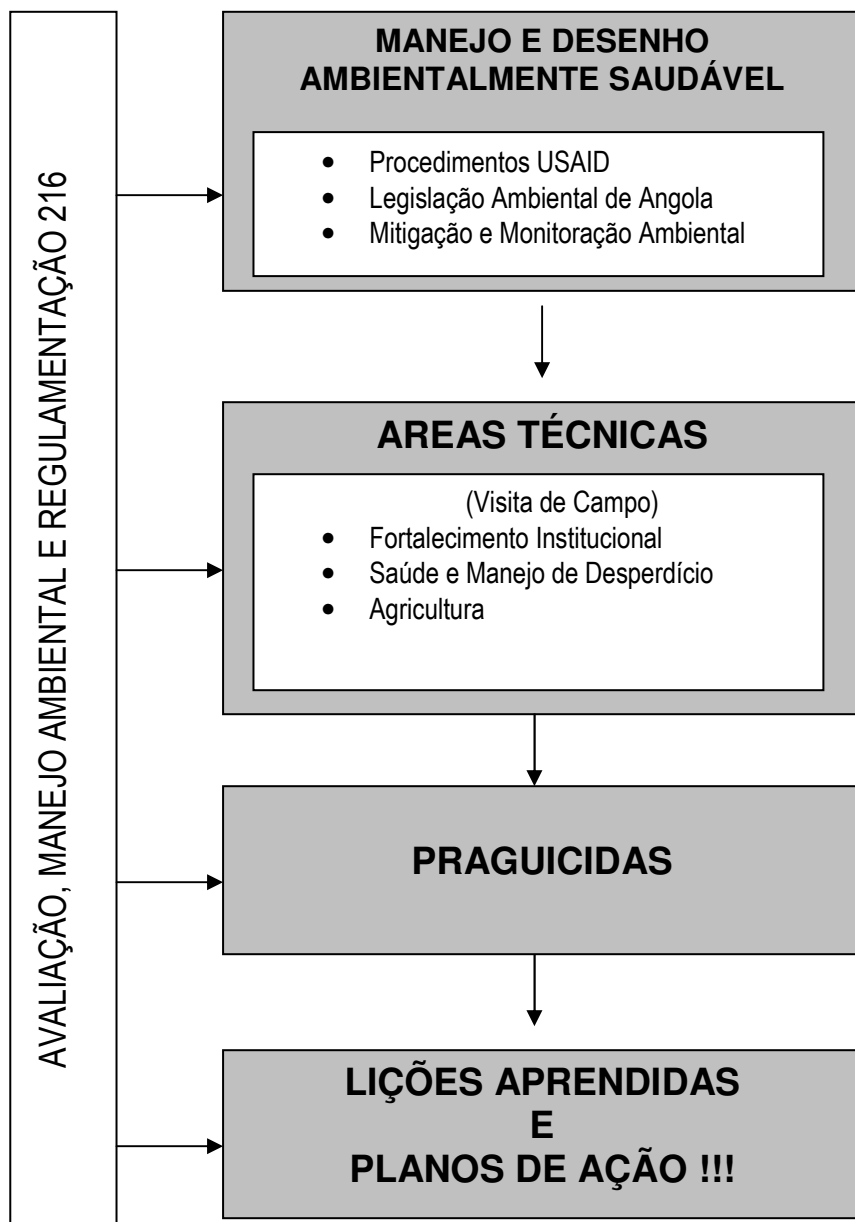 AVALIAÇÃO, MANEJO AMBIENTAL E REGULAMENTAÇÃO 216
MANEJO E DESENHO
AMBIENTALMENTE SAUDÁVEL
• Procedimentos USAID
• Legislação Ambiental de Angola
• Mitigação e Monitoração Ambiental
AREAS TÉCNICAS
(Visita de Campo)
• Fortalecimento Institucional
• Saúde e Manejo de Desperdício
• Agricultura
PRAGUICIDAS
LIÇÕES APRENDIDAS
E
PLANOS DE AÇÃO !!!